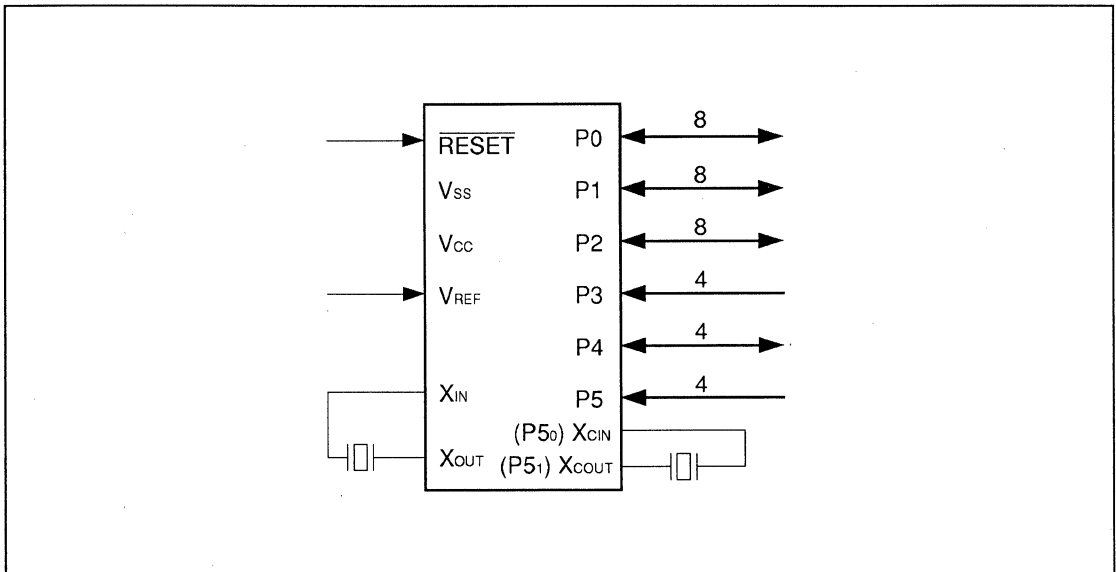 RESET P0 8
VSS P1 8
VCC P2 8
VREF P3 4
P4 4
XIN P5 4
(P50) XCIN
XOUT (P51) XCOUT